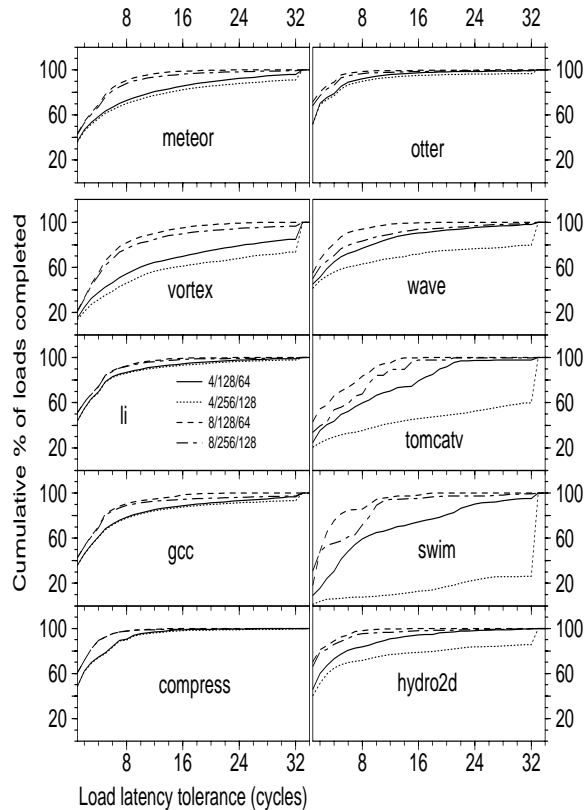 8 16 24 32 8 16 24 32
100
60
20
meteor
otter
100
60
20
100
60
20
vortex
wave
100
60
20
100
60
20
li
4/128/64
4/256/128
8/128/64
8/256/128
tomcatv
100
60
20
100
60
20
gcc
swim
100
60
20
100
60
20
compress
hydro2d
100
60
20
8 16 24 32 8 16 24 32
Cumulative % of loads completed
Load latency tolerance (cycles)